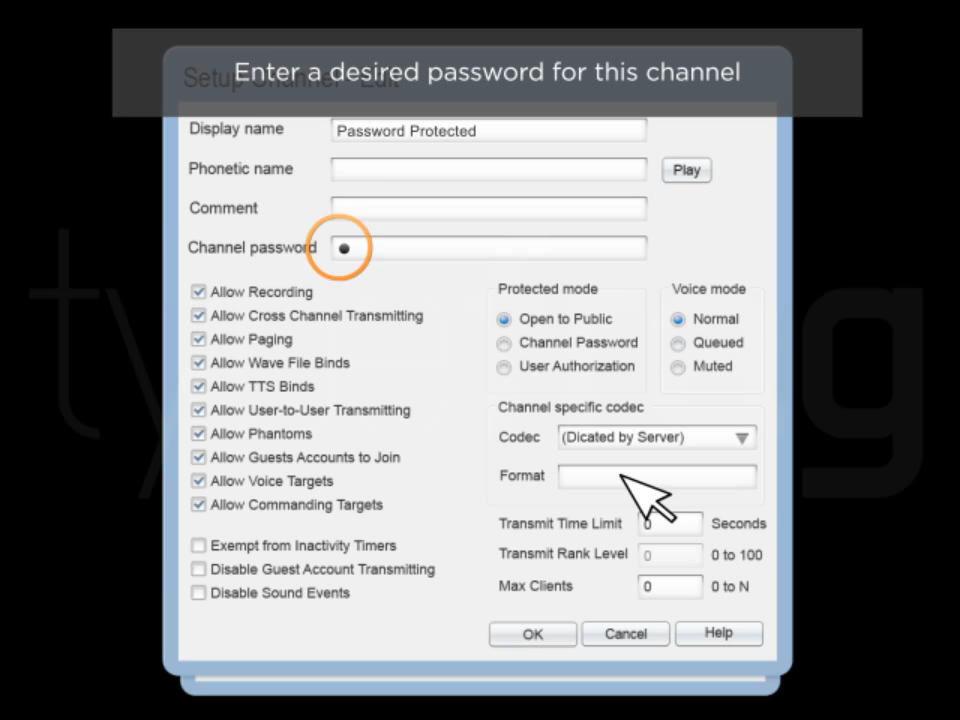 Enter a desired password for this channel
Setup Channel - Edit
Display name Password Protected
Phonetic name Play
Comment
Channel password
Allow Recording
Allow Cross Channel Transmitting
Allow Paging
Allow Wave File Binds
Allow TTS Binds
Allow User-to-User Transmitting
Allow Phantoms
Allow Guests Accounts to Join
Allow Voice Targets
Allow Commanding Targets
Exempt from Inactivity Timers
Disable Guest Account Transmitting
Disable Sound Events
Protected mode
Open to Public
Channel Password
User Authorization
Voice mode
Normal
Queued
Muted
Channel specific codec
Codec (Dicated by Server)
Format
Transmit Time Limit 0 Seconds
Transmit Rank Level 0 0 to 100
Max Clients 0 0 to N
OK Cancel Help